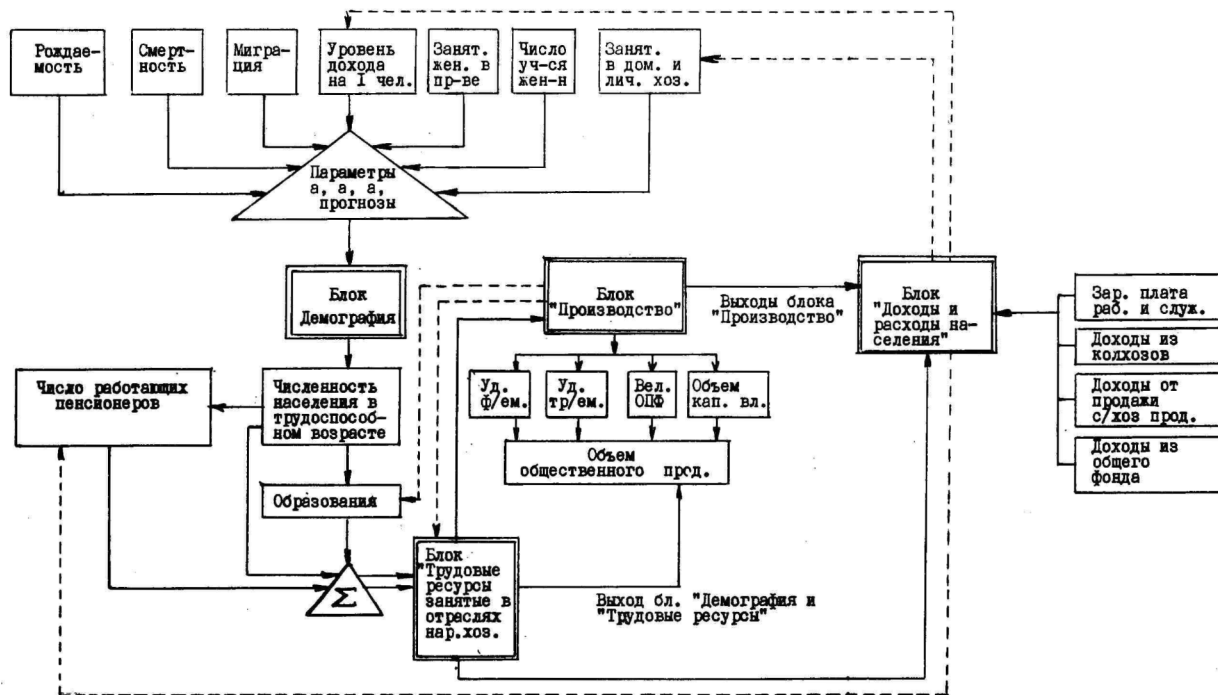 Рождае-
мость
Смерт-
ность
Мигра-
ция
Уровень
дохода
на I чел.
Занят.
жен. в
пр-ве
Число
уч-ся
жен-н
Занят.
в дом. и
лич. хоз.
Параметры
а, а, а,
прогнозы
Блок
Демография
Блок
"Производство"
Выходы блока
"Производство"
Блок
"Доходы и
расходы на-
селения"
Зар. плата
раб. и служ.
Доходы из
колхозов
Доходы от
продажи
с/хоз прод.
Доходы из
общего
фонда
Число работающих
пенсионеров
Численность
населения в
трудоспособ-
ном возрасте
Уд.
ф/ем.
Уд.
тр/ем.
Вел.
ОПФ
Объем
кап. вл.
Объем
общественного прод.
Образования
Σ
Блок
"Трудовые
ресурсы
занятые в
отраслях
нар.хоз.
Выход бл. "Демография и
"Трудовые ресурсы"